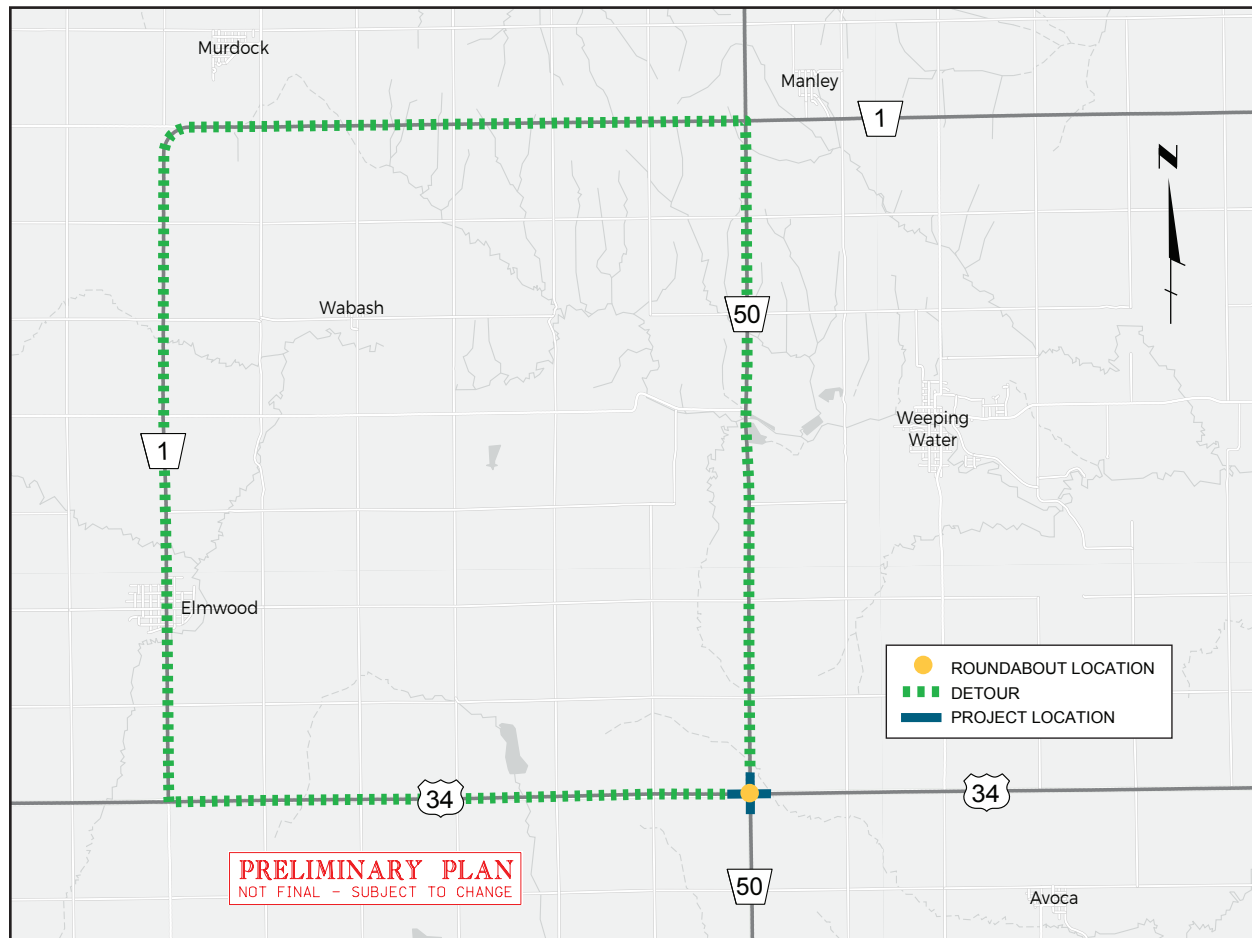 Murdock
Manley
1
N
Wabash
50
1
Weeping
Water
Elmwood
ROUNDABOUT LOCATION
DETOUR
PROJECT LOCATION
34
34
PRELIMINARY PLAN
NOT FINAL - SUBJECT TO CHANGE
50
Avoca